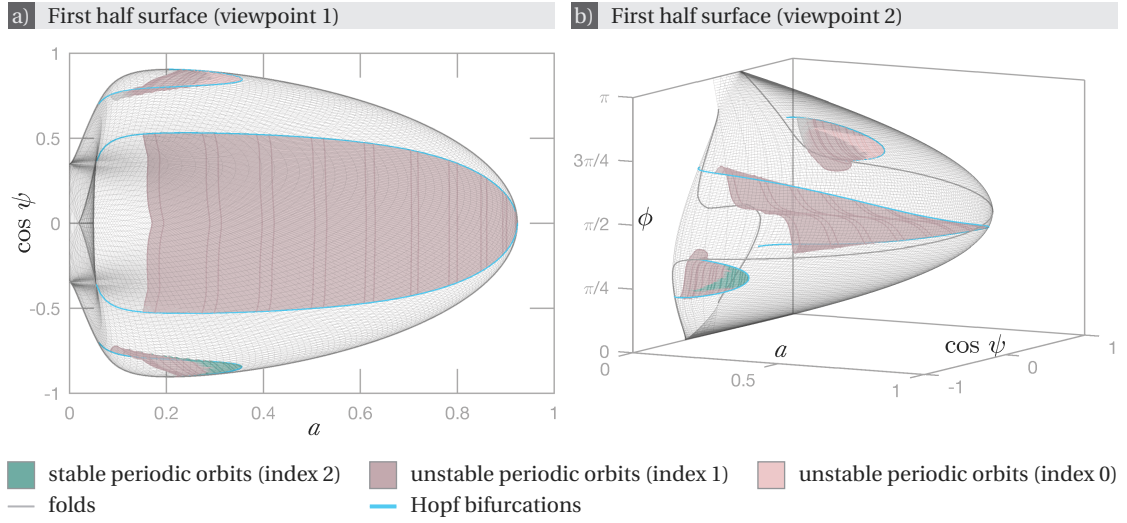 a) First half surface (viewpoint 1)
b) First half surface (viewpoint 2)
1
0.5
0
-0.5
-1
cos ψ
0 0.2 0.4 0.6 0.8 1
a
π
3π/4
π/2
π/4
0
ϕ
0
0.5
1
a
-1
0
1
cos ψ
stable periodic orbits (index 2) unstable periodic orbits (index 1) unstable periodic orbits (index 0)
folds Hopf bifurcations